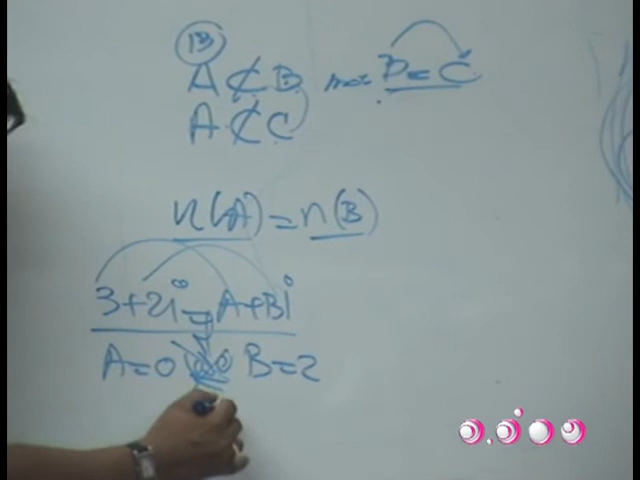 13
A ⊄ B B = C
A ⊄ C
n(A) = n(B)
3+2i = A+Bi
A=0 B=2